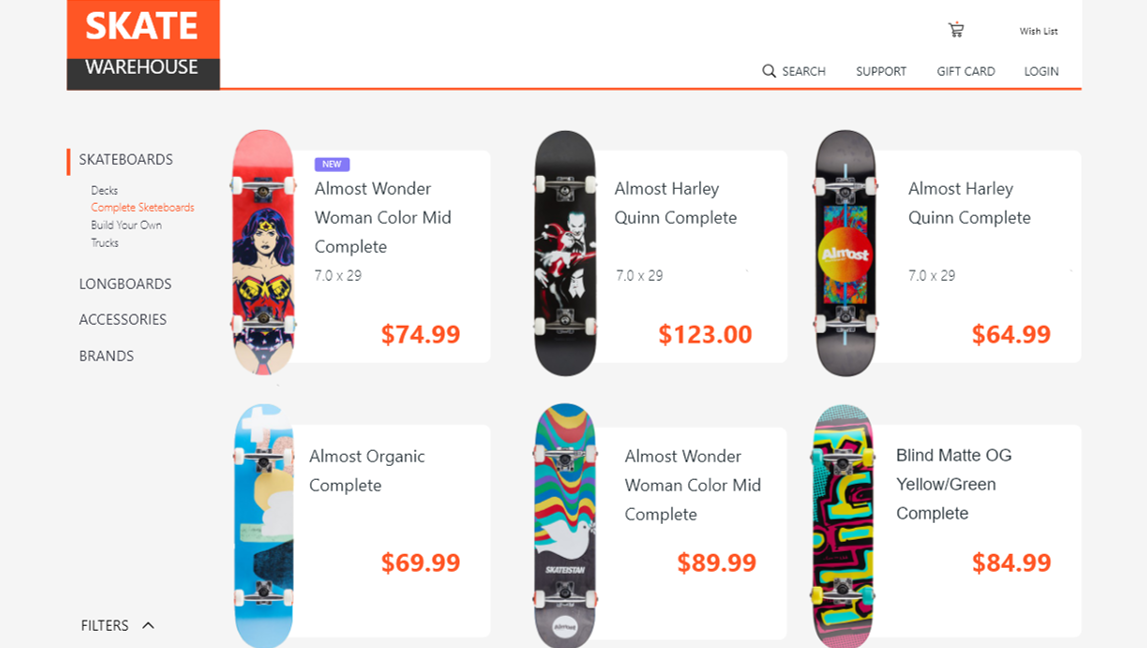 SKATE
WAREHOUSE
Wish List
SEARCH
SUPPORT
GIFT CARD
LOGIN
SKATEBOARDS
Decks
Complete Sketeboards
Build Your Own
Trucks
LONGBOARDS
ACCESSORIES
BRANDS
FILTERS
NEW
Almost Wonder
Woman Color Mid
Complete
7.0 x 29
$74.99
Almost Harley
Quinn Complete
7.0 x 29
$123.00
Almost
Almost Harley
Quinn Complete
7.0 x 29
$64.99
Almost Organic
Complete
$69.99
SKATEISTAN
Almost
Almost Wonder
Woman Color Mid
Complete
$89.99
Blind Matte OG
Yellow/Green
Complete
$84.99